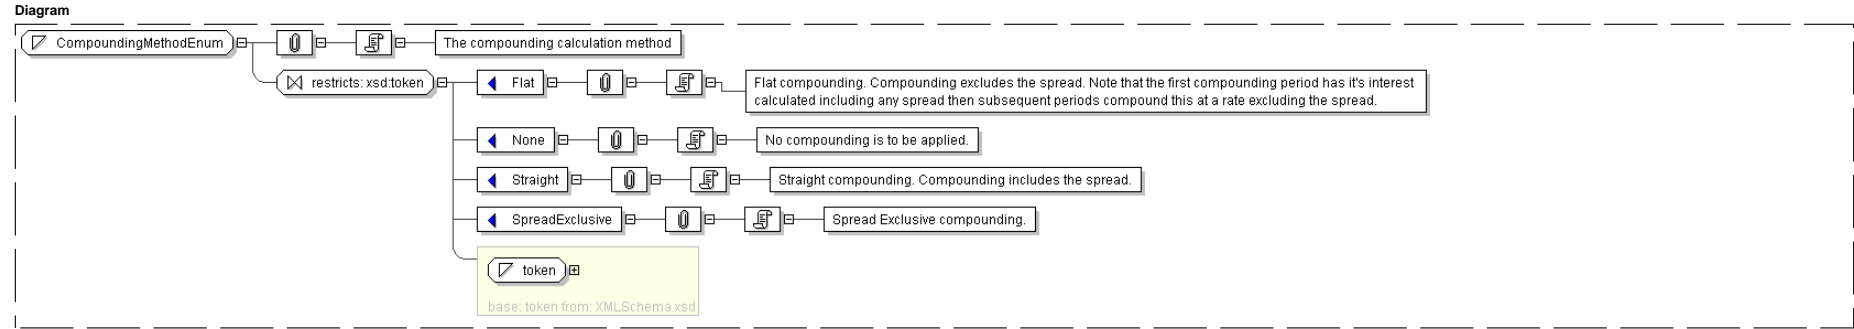 Diagram
CompoundingMethodEnum
The compounding calculation method
restricts: xsd:token
Flat
Flat compounding. Compounding excludes the spread. Note that the first compounding period has it's interest
calculated including any spread then subsequent periods compound this at a rate excluding the spread.
None
No compounding is to be applied.
Straight
Straight compounding. Compounding includes the spread.
SpreadExclusive
Spread Exclusive compounding.
token
base: token from: XMLSchema.xsd